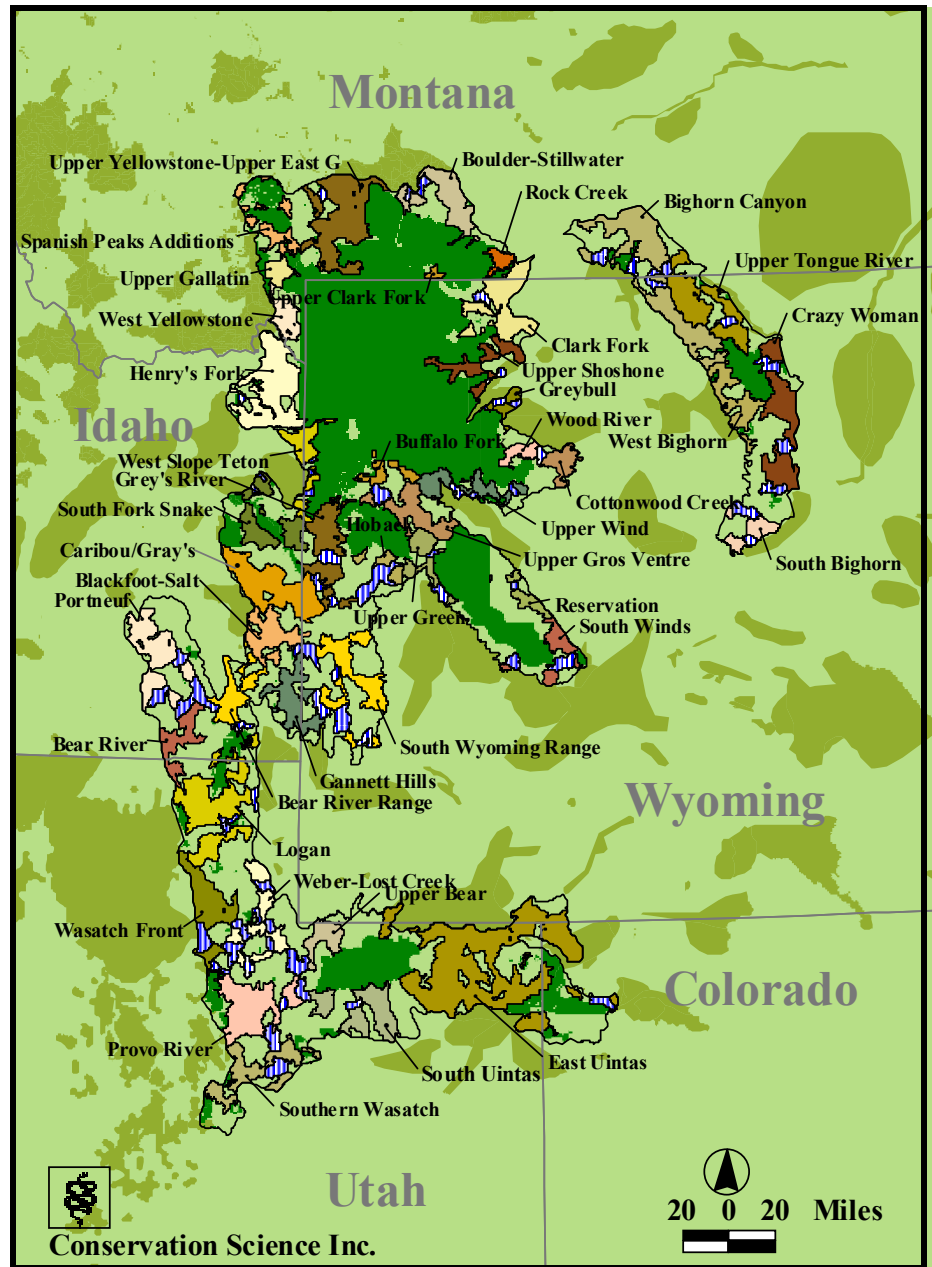 Montana
Upper Yellowstone-Upper East G
Boulder-Stillwater
Rock Creek
Bighorn Canyon
Spanish Peaks Additions
Upper Tongue River
Upper Gallatin
Upper Clark Fork
West Yellowstone
Crazy Woman
Clark Fork
Henry's Fork
Upper Shoshone
Greybull
Idaho
Wood River
Buffalo Fork
West Bighorn
West Slope Teton
Grey's River
Cottonwood Creek
South Fork Snake
Hoback
Upper Wind
Caribou/Gray's
Upper Gros Ventre
South Bighorn
Blackfoot-Salt
Portneuf
Upper Green
Reservation
South Winds
Bear River
South Wyoming Range
Gannett Hills
Bear River Range
Wyoming
Logan
Weber-Lost Creek
Upper Bear
Wasatch Front
Colorado
Provo River
East Uintas
South Uintas
Southern Wasatch
Utah
20 0 20 Miles
Conservation Science Inc.